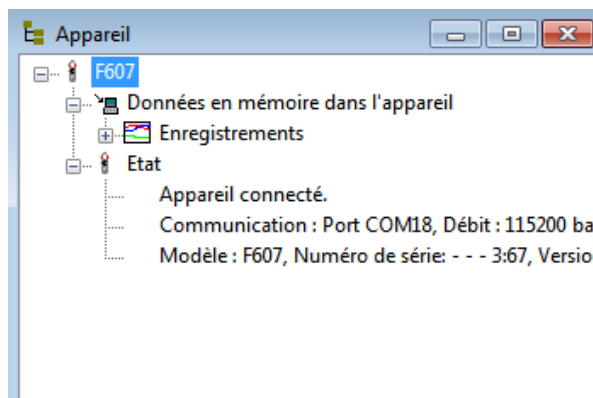 Appareil
F607
Données en mémoire dans l'appareil
Enregistrements
Etat
Appareil connecté.
Communication : Port COM18, Débit : 115200 ba
Modèle : F607, Numéro de série: - - - 3:67, Versio